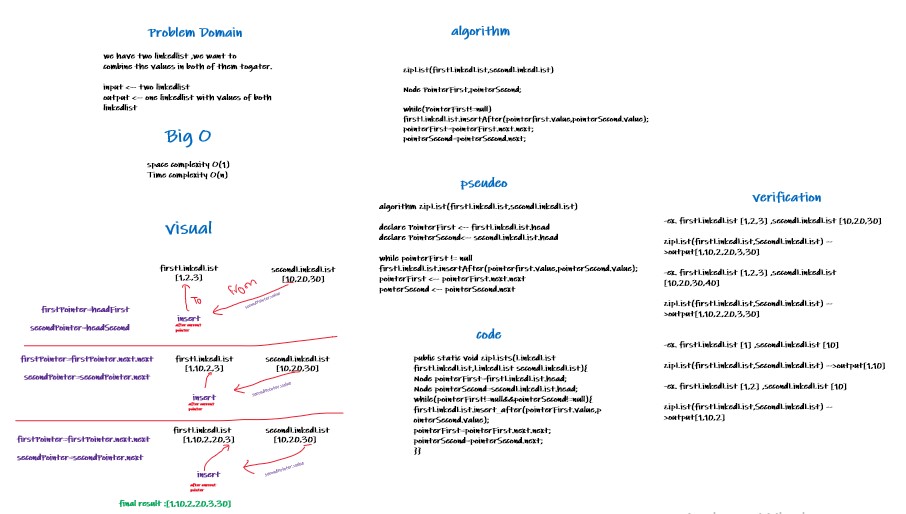 Problem Domain
we have two linkedlist ,we want to
combine the values in both of them togater.
input <-- two linkedlist
output <-- one linkedlist with values of both
linkedlist
Big O
space complexity O(1)
Time complexity O(n)
visual
firstLinkedList
[1,2,3]
secondLinkedList
[10,20,30]
To
from
secondPointer.value
insert
after current
pointer
firstPointer=headFirst
secondPointer=headSecond
firstPointer=firstPointer.next.next
secondPointer=secondPointer.next
firstLinkedList
[1,10,2,3]
secondLinkedList
[10,20,30]
secondPointer.value
insert
after current
pointer
firstPointer=firstPointer.next.next
secondPointer=secondPointer.next
firstLinkedList
[1,10,2,20,3]
secondLinkedList
[10,20,30]
secondPointer.value
insert
after current
pointer
final result :[1,10,2,20,3,30]
algorithm
zipList(firstLinkedList,secondLinkedList)
Node PointerFirst,pointerSecond;
while(PointerFirst!=null)
firstLinkedList.insertAfter(pointerfirst.value,pointerSecond.value);
pointerFirst=pointerFirst.next.next;
pointerSecond=pointerSecond.next;
pseudeo
algorithm zipList(firstLinkedList,secondLinkedList)
declare PointerFirst <-- firstLinkedList.head
declare PointerSecond<-- secondLinkedList.head
while pointerFirst != null
firstLinkedList.insertAfter(pointerfirst.value,pointerSecond.value);
pointerFirst <-- pointerFirst.next.next
ponterSecond <-- pointerSecond.next
code
public static void zipLists(LinkedList
firstLinkedList,LinkedList secondLinkedList){
Node pointerFirst=firstLinkedList.head;
Node pointerSecond=secondLinkedList.head;
while(pointerFirst!=null&&pointerSecond!=null){
firstLinkedList.insert_after(pointerFirst.value,p
ointerSecond.value);
pointerFirst=pointerFirst.next.next;
pointerSecond=pointerSecond.next;
}}
verification
-ex. firstLinkedList [1,2,3] ,secondLinkedList [10,20,30]
zipList(firstLinkedList,SecondLinkedList) --
>output[1,10,2,20,3,30]
-ex. firstLinkedList [1,2,3] ,secondLinkedList
[10,20,30,40]
zipList(firstLinkedList,SecondLinkedList) --
>output[1,10,2,20,3,30]
-ex. firstLinkedList [1] ,secondLinkedList [10]
zipList(firstLinkedList,SecondLinkedList) -->output[1,10]
-ex. firstLinkedList [1,2] ,secondLinkedList [10]
zipList(firstLinkedList,SecondLinkedList) --
>output[1,10,2]